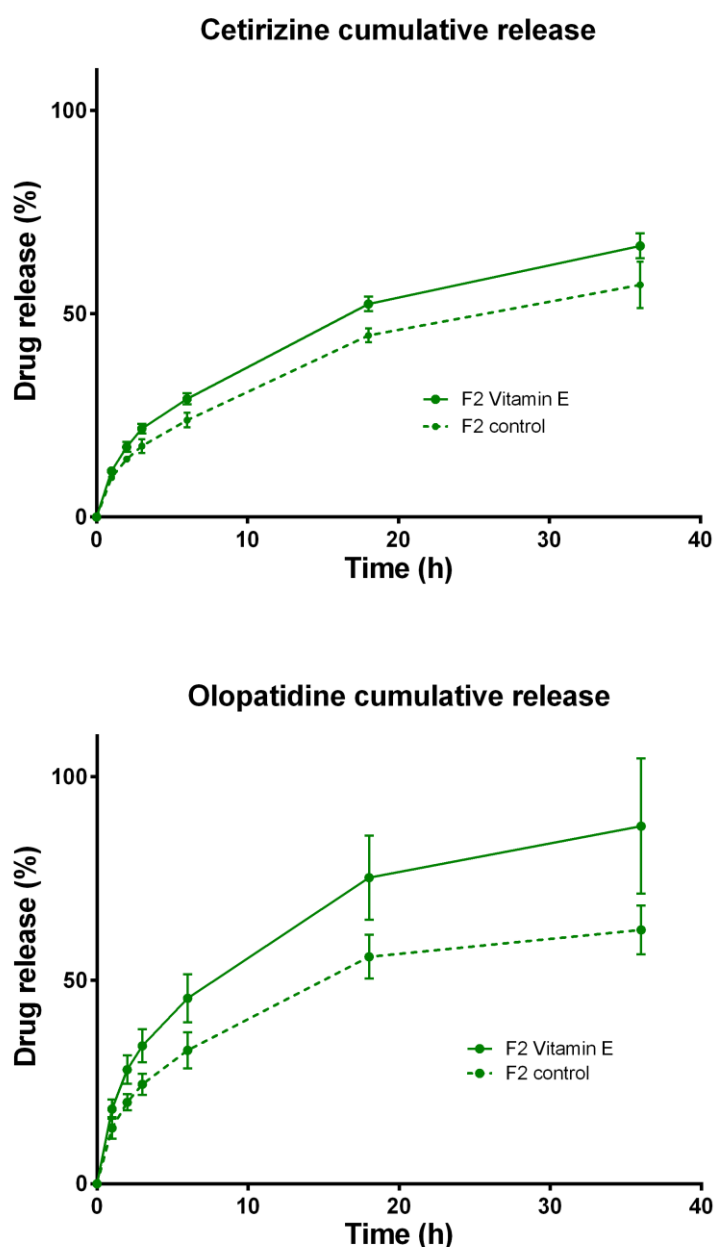 Cetirizine cumulative release
100
50
0
Drug release (%)
F2 Vitamin E
F2 control
0 10 20 30 40
Time (h)
Olopatidine cumulative release
100
50
0
Drug release (%)
F2 Vitamin E
F2 control
0 10 20 30 40
Time (h)